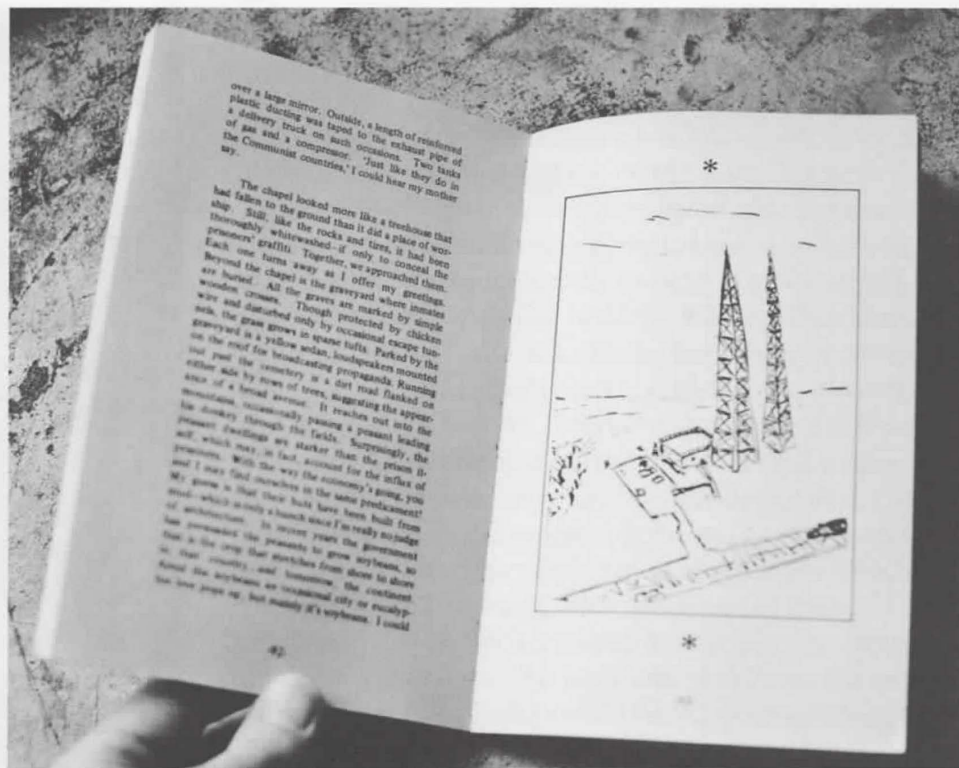 over a large mirror. Outside, a length of reinforced
plastic ducting was taped to the exhaust pipe of
a delivery truck on such occasions. Two tanks
of gas and a compressor. 'Just like they do in
the Communist countries,' I could hear my mother
say.
The chapel looked more like a treehouse that
had fallen to the ground than it did a place of wor-
ship. Still, like the rocks and tires, it had been
thoroughly whitewashed–if only to conceal the
prisoners' graffiti. Together, we approached them.
Each one turns away as I offer my greetings.
Beyond the chapel is the graveyard where inmates
are buried. All the graves are marked by simple
wooden crosses. Though protected by chicken
wire and disturbed only by occasional escape tun-
nels, the grass grows in sparse tufts. Parked by the
graveyard is a yellow sedan, loudspeakers mounted
on the roof for broadcasting propaganda. Running
out past the cemetery is a dirt road flanked on
either side by rows of trees, suggesting the appear-
ance of a broad avenue. It reaches out into the
mountains, occasionally passing a peasant leading
his donkey through the fields. Surprisingly, the
peasant dwellings are starker than the prison it-
self, which may, in fact, account for the influx of
prisoners. With the way the economy's going, you
and I may find ourselves in the same predicament!
My guess is that their huts have been built from
mud–which is only a hunch since I'm really no judge
of architecture. In recent years the government
has persuaded the peasants to grow soybeans, so
that is the crop that stretches from shore to shore
in that country–and tomorrow, the continent.
Amid the soybeans an occasional city or eucalyp-
tus tree pops up, but mainly it's soybeans. I could
*
*